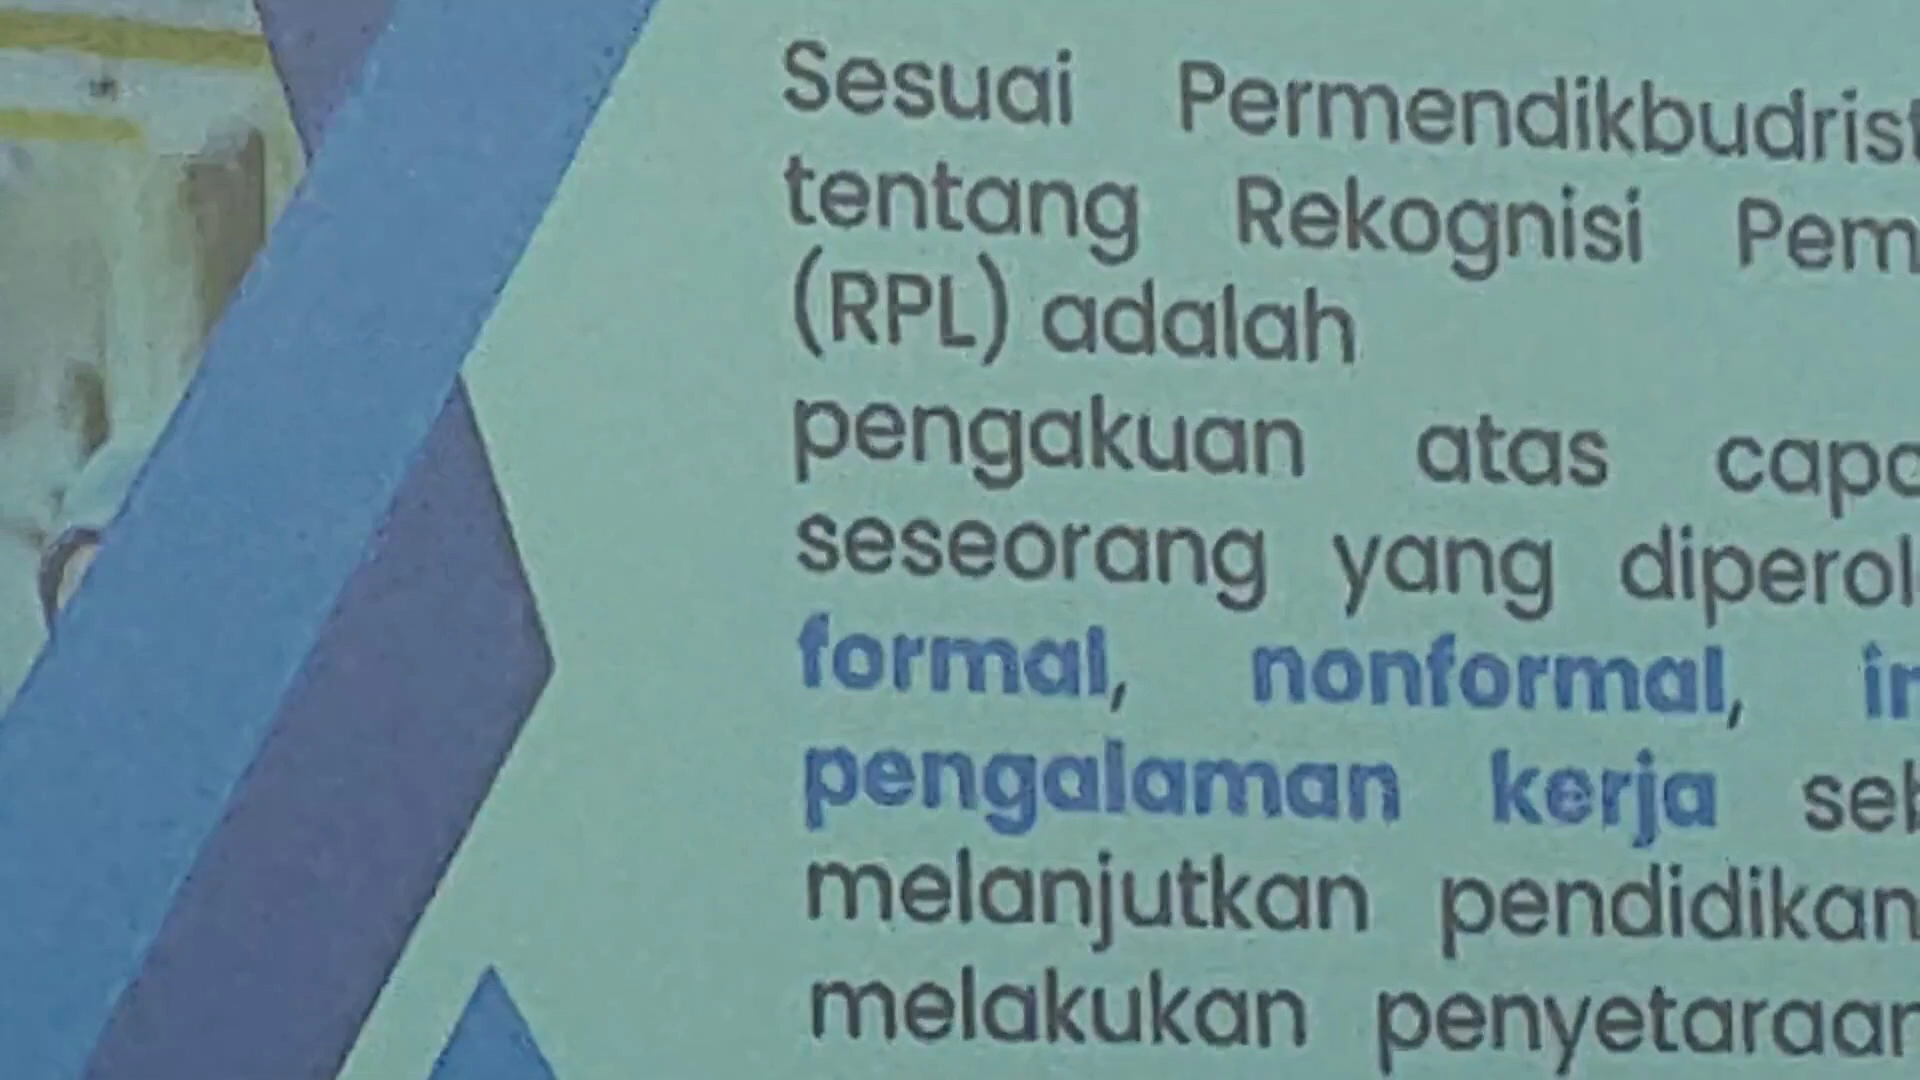 Sesuai Permendikbudrist
tentang Rekognisi Pem
(RPL) adalah
pengakuan atas capa
seseorang yang diperol
formal, nonformal, in
pengalaman kerja seb
melanjutkan pendidikan
melakukan penyetaraan